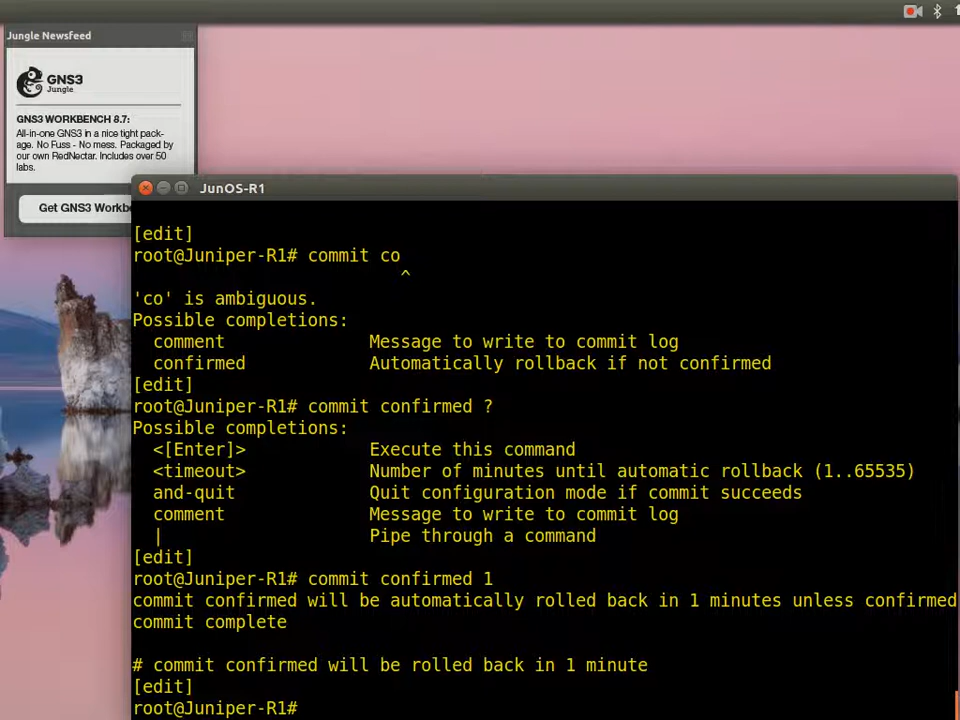 Jungle Newsfeed
GNS3
Jungle
GNS3 WORKBENCH 8.7:
All-in-one GNS3 in a nice tight pack-
age. No Fuss - No mess. Packaged by
our own RedNectar. Includes over 50
labs.
Get GNS3 Workbe
JunOS-R1
[edit]
root@Juniper-R1# commit co
^
'co' is ambiguous.
Possible completions:
comment Message to write to commit log
confirmed Automatically rollback if not confirmed
[edit]
root@Juniper-R1# commit confirmed ?
Possible completions:
<[Enter]> Execute this command
<timeout> Number of minutes until automatic rollback (1..65535)
and-quit Quit configuration mode if commit succeeds
comment Message to write to commit log
| Pipe through a command
[edit]
root@Juniper-R1# commit confirmed 1
commit confirmed will be automatically rolled back in 1 minutes unless confirmed
commit complete
# commit confirmed will be rolled back in 1 minute
[edit]
root@Juniper-R1#